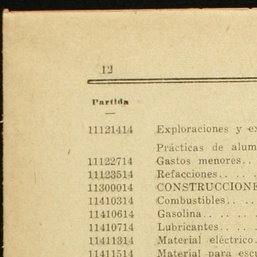 12
Partida
11121414 Exploraciones y
Prácticas de alum
11122714 Gastos menores..
11123514 Refacciones.. . .
11300014 CONSTRUCCIONE
11410314 Combustibles.. . .
11410614 Gasolina.. . . .
11410714 Lubricantes.. . .
11411314 Material eléctrico.
11411514 Material para escu